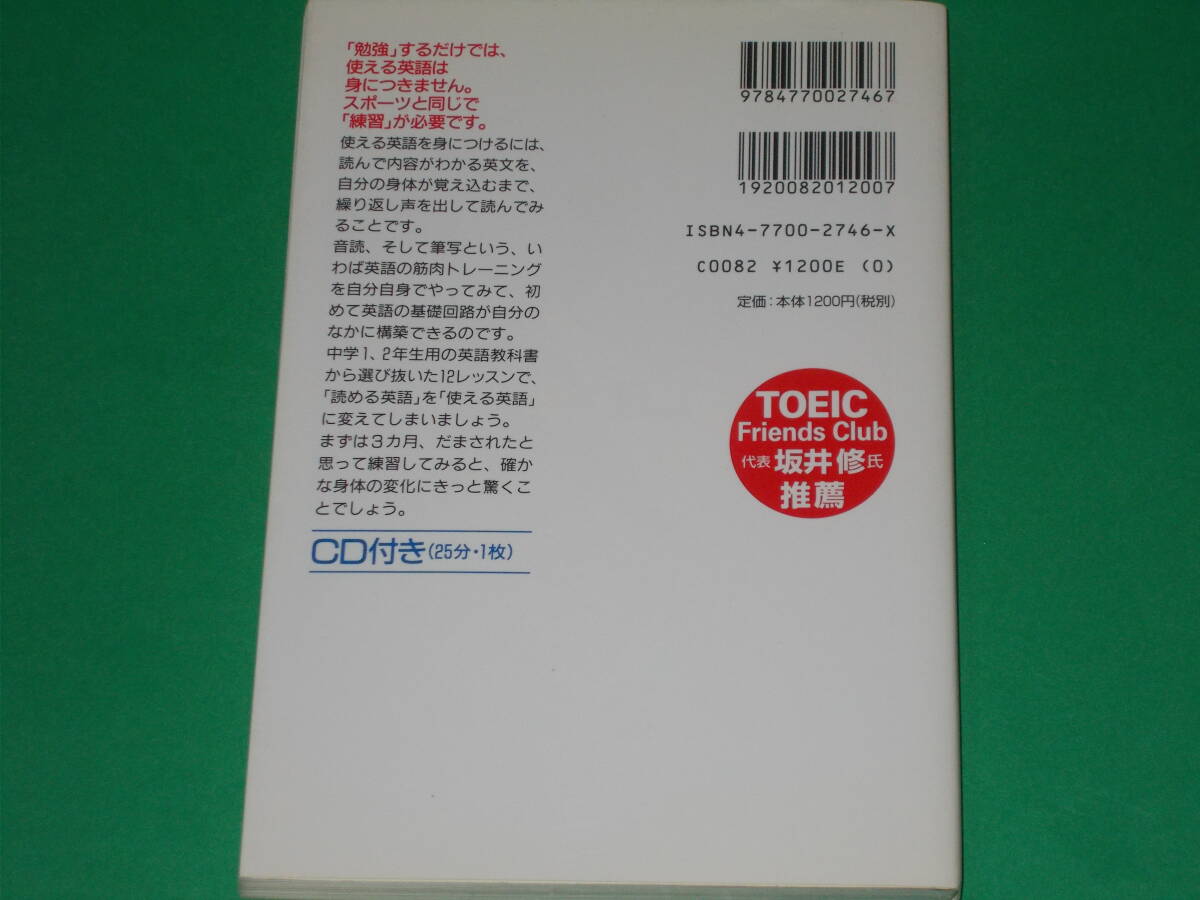 「勉強」するだけでは、
使える英語は
身につきません。
スポーツと同じで
「練習」が必要です。
使える英語を身につけるには、
読んで内容がわかる英文を、
自分の身体が覚え込むまで、
繰り返し声を出して読んでみ
ることです。
音読、そして筆写という、い
わば英語の筋肉トレーニング
を自分自身でやってみて、初
めて英語の基礎回路が自分の
なかに構築できるのです。
中学1、2年生用の英語教科書
から選び抜いた12レッスンで、
「読める英語」を「使える英語」
に変えてしまいましょう。
まずは3カ月、だまされたと
思って練習してみると、確か
な身体の変化にきっと驚くこ
とでしょう。
CD付き(25分・1枚)
9784770027467
1920082012007
ISBN4-7700-2746-X
C0082 ¥1200E (0)
定価：本体1200円(税別)
TOEIC
Friends Club
代表 坂井修氏
推薦